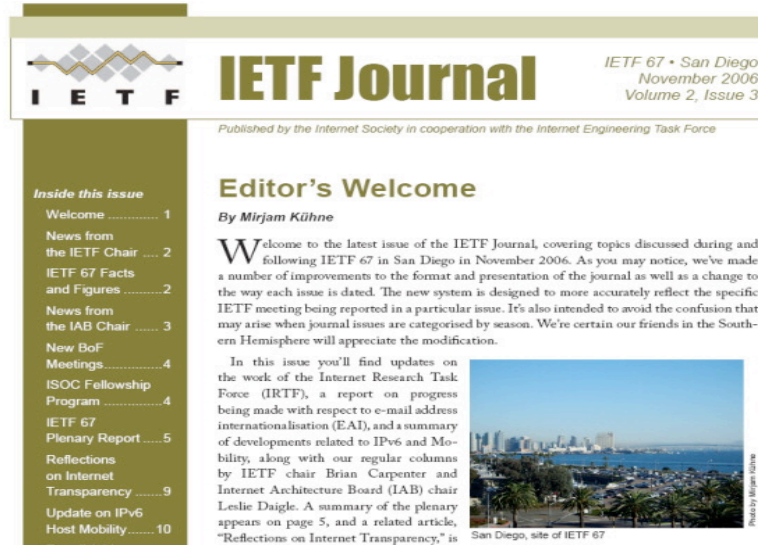 IETF
IETF Journal
IETF 67 • San Diego
November 2006
Volume 2, Issue 3
Published by the Internet Society in cooperation with the Internet Engineering Task Force
Inside this issue
Welcome ............. 1
News from
the IETF Chair .... 2
IETF 67 Facts
and Figures ..........2
News from
the IAB Chair ...... 3
New BoF
Meetings..............4
ISOC Fellowship
Program ..............4
IETF 67
Plenary Report .....5
Reflections
on Internet
Transparency .......9
Update on IPv6
Host Mobility.......10
Editor's Welcome
By Mirjam Kühne
Welcome to the latest issue of the IETF Journal, covering topics discussed during and
following IETF 67 in San Diego in November 2006. As you may notice, we've made
a number of improvements to the format and presentation of the journal as well as a change to
the way each issue is dated. The new system is designed to more accurately reflect the specific
IETF meeting being reported in a particular issue. It's also intended to avoid the confusion that
may arise when journal issues are categorised by season. We're certain our friends in the South-
ern Hemisphere will appreciate the modification.
In this issue you'll find updates on
the work of the Internet Research Task
Force (IRTF), a report on progress
being made with respect to e-mail address
internationalisation (EAI), and a summary
of developments related to IPv6 and Mo-
bility, along with our regular columns
by IETF chair Brian Carpenter and
Internet Architecture Board (IAB) chair
Leslie Daigle. A summary of the plenary
appears on page 5, and a related article,
"Reflections on Internet Transparency," is
Photo by Mirjam Kühne
San Diego, site of IETF 67